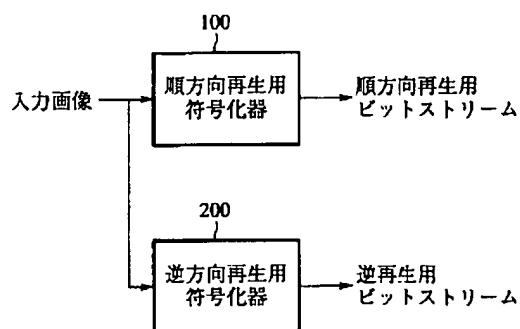 100
入力画像
順方向再生用
符号化器
順方向再生用
ビットストリーム
200
逆方向再生用
符号化器
逆再生用
ビットストリーム